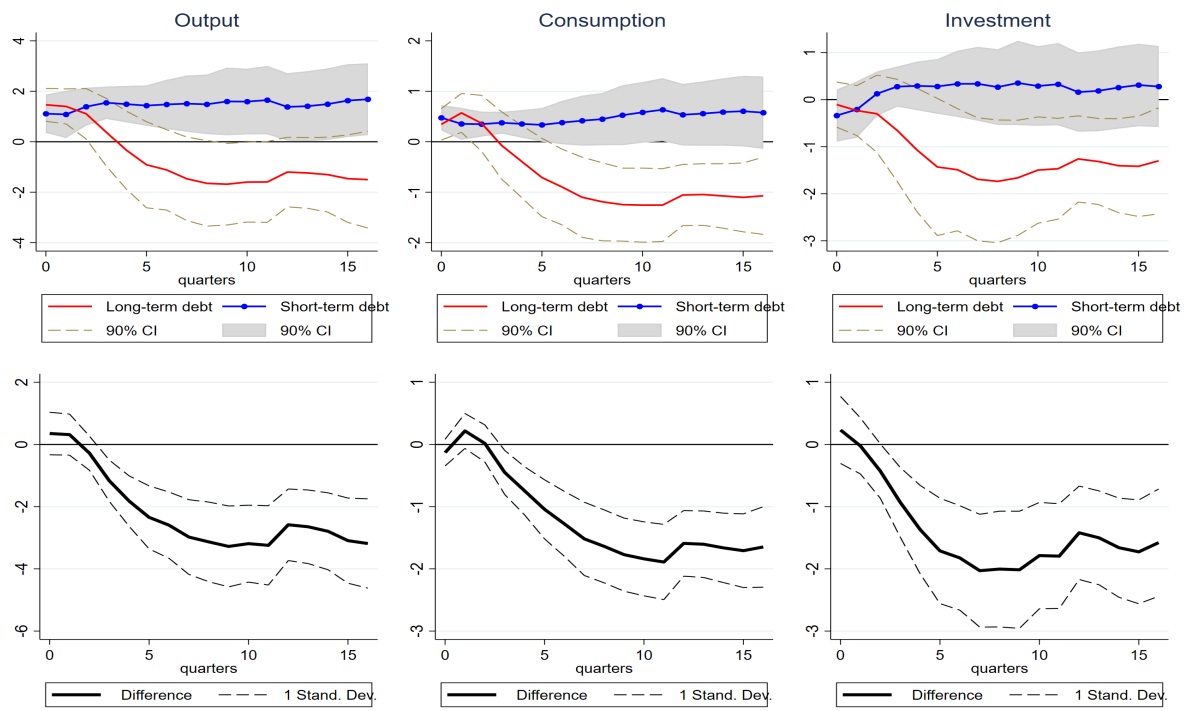 Output
4
2
0
-2
-4
0 5 10 15
quarters
Long-term debt Short-term debt
90% CI 90% CI
Consumption
2
1
0
-1
-2
0 5 10 15
quarters
Long-term debt Short-term debt
90% CI 90% CI
Investment
1
0
-1
-2
-3
0 5 10 15
quarters
Long-term debt Short-term debt
90% CI 90% CI
2
0
-2
-4
-6
0 5 10 15
quarters
Difference 1 Stand. Dev.
1
0
-1
-2
-3
0 5 10 15
quarters
Difference 1 Stand. Dev.
1
0
-1
-2
-3
0 5 10 15
quarters
Difference 1 Stand. Dev.